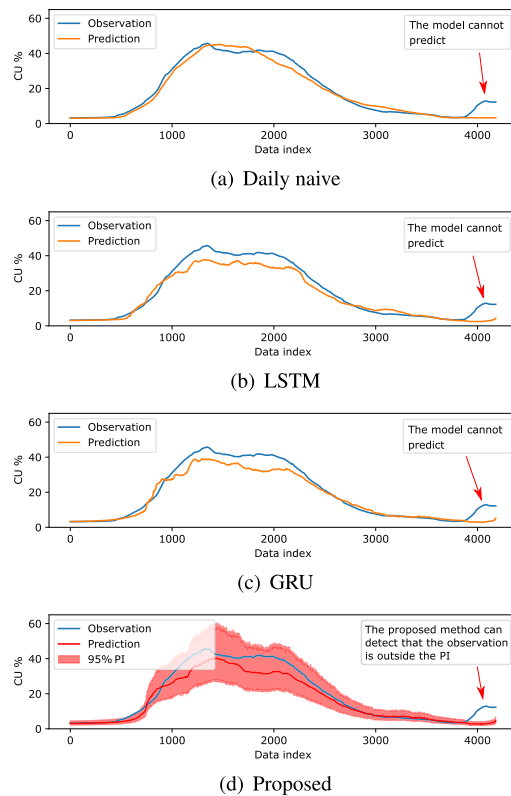 60
40
20
0
CU %
Observation
Prediction
The model cannot
predict
0
1000
2000
3000
4000
Data index
(a) Daily naive
60
40
20
0
CU %
Observation
Prediction
The model cannot
predict
0
1000
2000
3000
4000
Data index
(b) LSTM
60
40
20
0
CU %
Observation
Prediction
The model cannot
predict
0
1000
2000
3000
4000
Data index
(c) GRU
60
40
20
0
CU %
Observation
Prediction
95% PI
The proposed method can
detect that the observation
is outside the PI
0
1000
2000
3000
4000
Data index
(d) Proposed